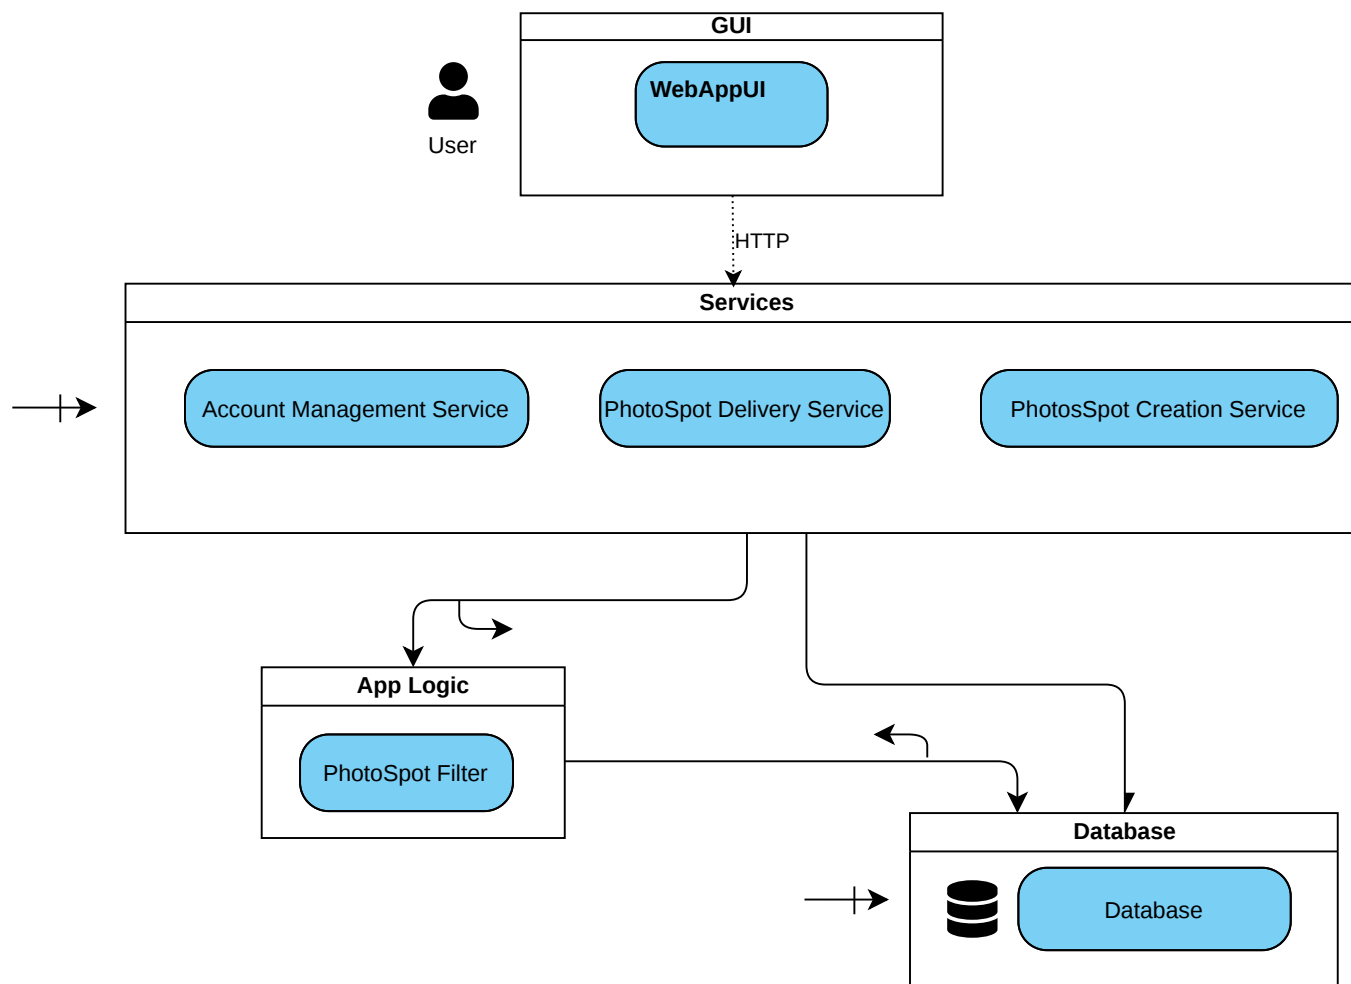 GUI
WebAppUI
User
HTTP
Services
Account Management Service
PhotoSpot Delivery Service
PhotosSpot Creation Service
App Logic
PhotoSpot Filter
Database
Database